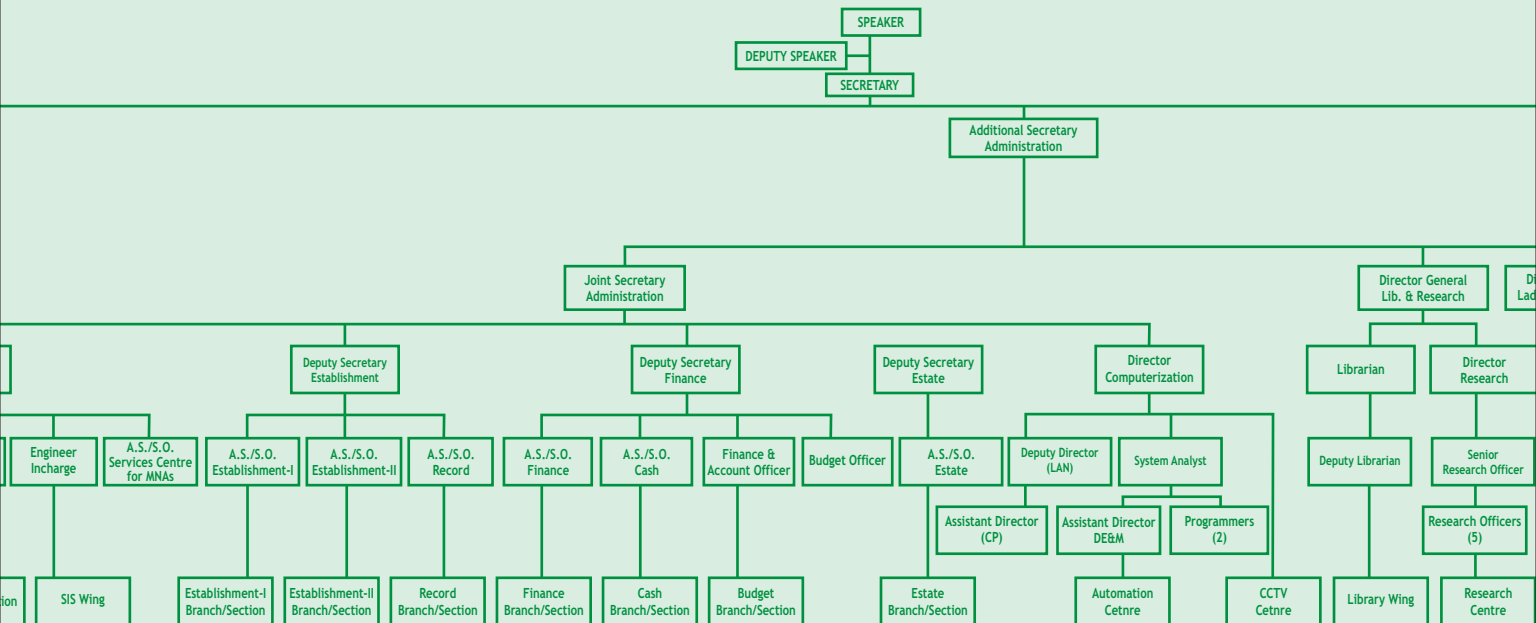 SPEAKER
DEPUTY SPEAKER
SECRETARY
Additional Secretary
Administration
Joint Secretary
Administration
Director General
Lib. & Research
Di
Lad
Deputy Secretary
Establishment
Deputy Secretary
Finance
Deputy Secretary
Estate
Director
Computerization
Librarian
Director
Research
Engineer
Incharge
A.S./S.O.
Services Centre
for MNAs
A.S./S.O.
Establishment-I
A.S./S.O.
Establishment-II
A.S./S.O.
Record
A.S./S.O.
Finance
A.S./S.O.
Cash
Finance &
Account Officer
Budget Officer
A.S./S.O.
Estate
Deputy Director
(LAN)
System Analyst
Deputy Librarian
Senior
Research Officer
Assistant Director
(CP)
Assistant Director
DE&M
Programmers
(2)
Research Officers
(5)
ion
SIS Wing
Establishment-I
Branch/Section
Establishment-II
Branch/Section
Record
Branch/Section
Finance
Branch/Section
Cash
Branch/Section
Budget
Branch/Section
Estate
Branch/Section
Automation
Cetnre
CCTV
Cetnre
Library Wing
Research
Centre